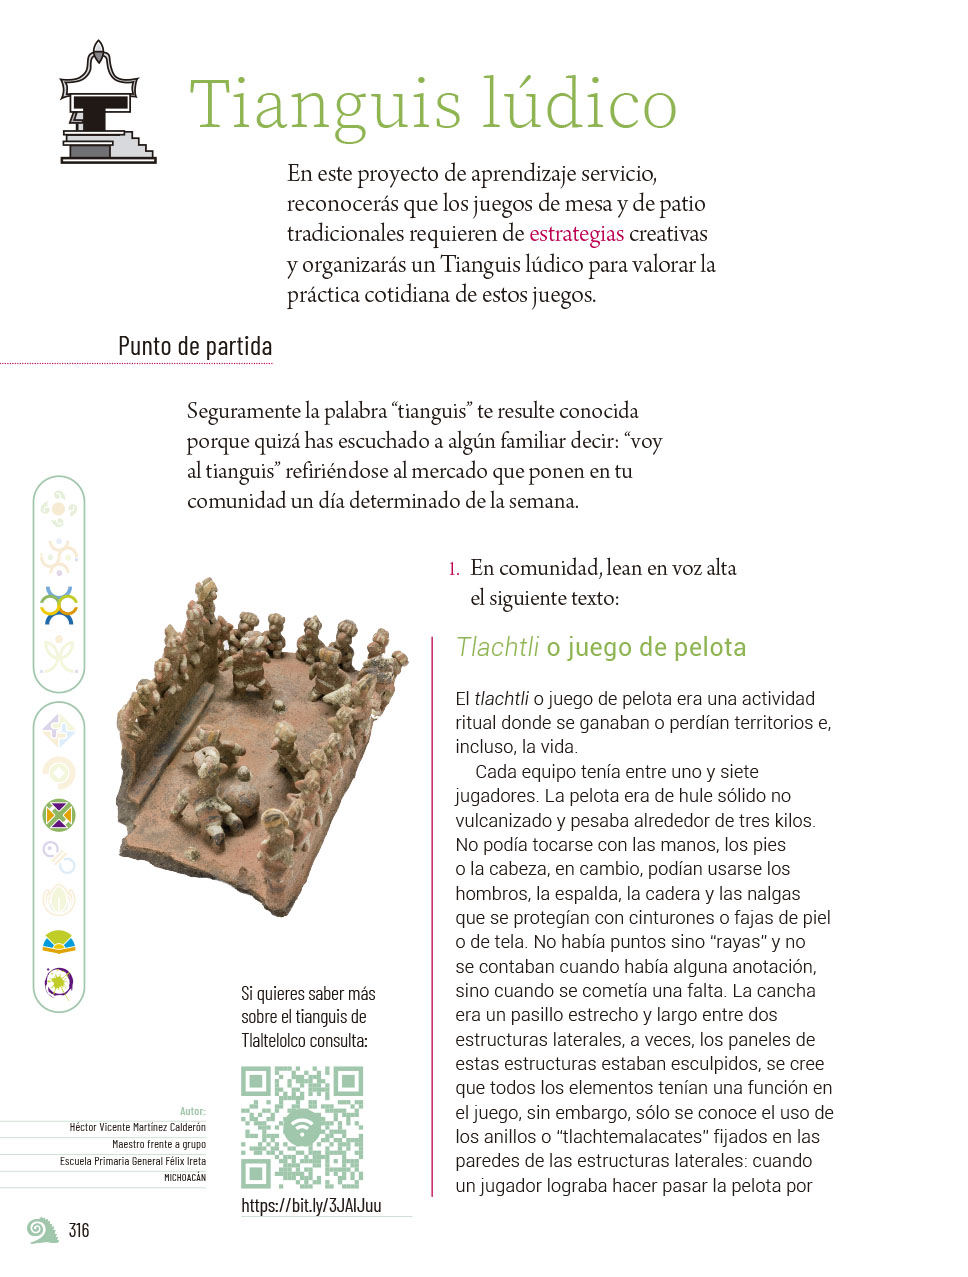 Tianguis lúdico
En este proyecto de aprendizaje servicio,
reconocerás que los juegos de mesa y de patio
tradicionales requieren de estrategias creativas
y organizarás un Tianguis lúdico para valorar la
práctica cotidiana de estos juegos.
Punto de partida
Seguramente la palabra “tianguis” te resulte conocida
porque quizá has escuchado a algún familiar decir: “voy
al tianguis” refiriéndose al mercado que ponen en tu
comunidad un día determinado de la semana.
1. En comunidad, lean en voz alta
el siguiente texto:
Tlachtli o juego de pelota
El tlachtli o juego de pelota era una actividad
ritual donde se ganaban o perdían territorios e,
incluso, la vida.
Cada equipo tenía entre uno y siete
jugadores. La pelota era de hule sólido no
vulcanizado y pesaba alrededor de tres kilos.
No podía tocarse con las manos, los pies
o la cabeza, en cambio, podían usarse los
hombros, la espalda, la cadera y las nalgas
que se protegían con cinturones o fajas de piel
o de tela. No había puntos sino “rayas” y no
se contaban cuando había alguna anotación,
sino cuando se cometía una falta. La cancha
era un pasillo estrecho y largo entre dos
estructuras laterales, a veces, los paneles de
estas estructuras estaban esculpidos, se cree
que todos los elementos tenían una función en
el juego, sin embargo, sólo se conoce el uso de
los anillos o “tlachtemalacates” fijados en las
paredes de las estructuras laterales: cuando
un jugador lograba hacer pasar la pelota por
Si quieres saber más
sobre el tianguis de
Tlaltelolco consulta:
https://bit.ly/3JAlJuu
Autor:
Héctor Vicente Martínez Calderón
Maestro frente a grupo
Escuela Primaria General Félix Ireta
MICHOACÁN
316